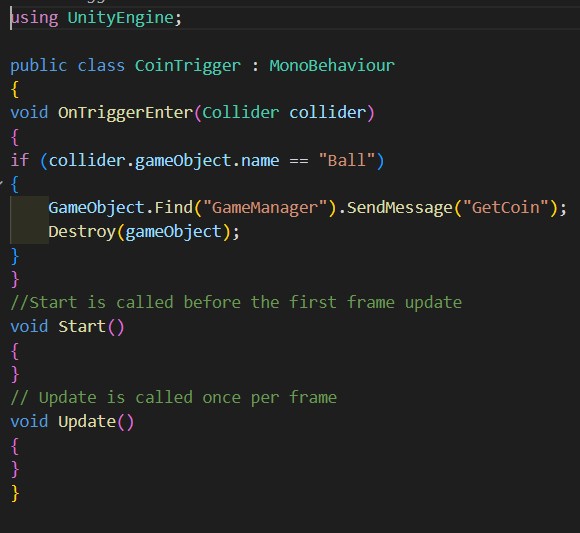 using UnityEngine;
public class CoinTrigger : MonoBehaviour
{
void OnTriggerEnter(Collider collider)
{
if (collider.gameObject.name == "Ball")
{
GameObject.Find("GameManager").SendMessage("GetCoin");
Destroy(gameObject);
}
}
//Start is called before the first frame update
void Start()
{
}
// Update is called once per frame
void Update()
{
}
}